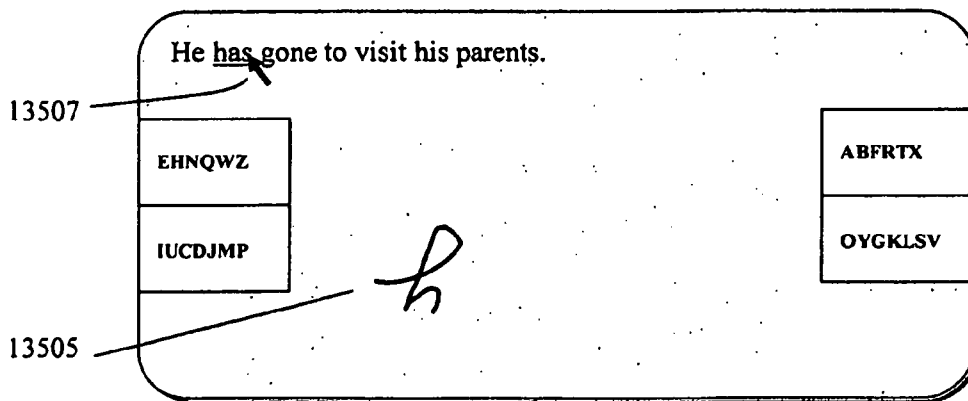 He has gone to visit his parents.
13507
EHNQWZ
ABFRTX
IUCDJMP
OYGKLSV
h
13505